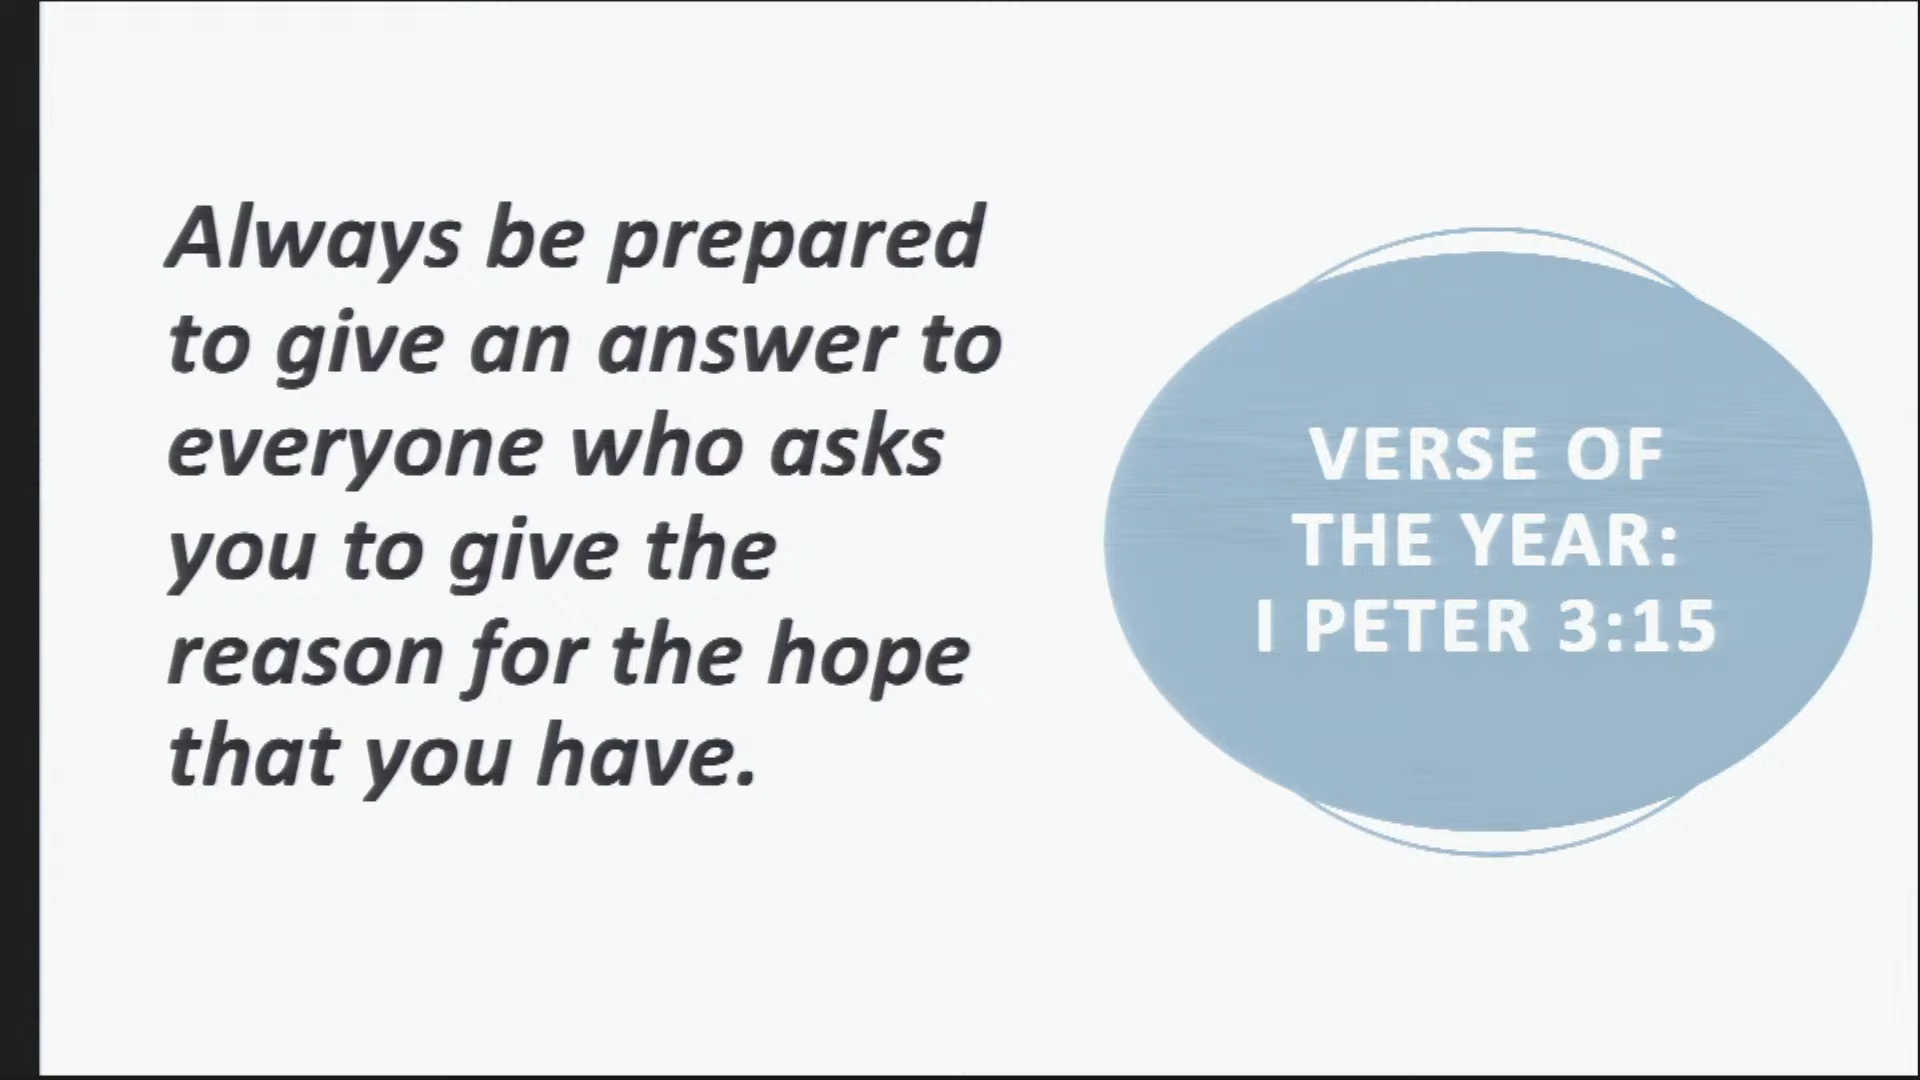 Always be prepared
to give an answer to
everyone who asks
you to give the
reason for the hope
that you have.
VERSE OF
THE YEAR:
I PETER 3:15